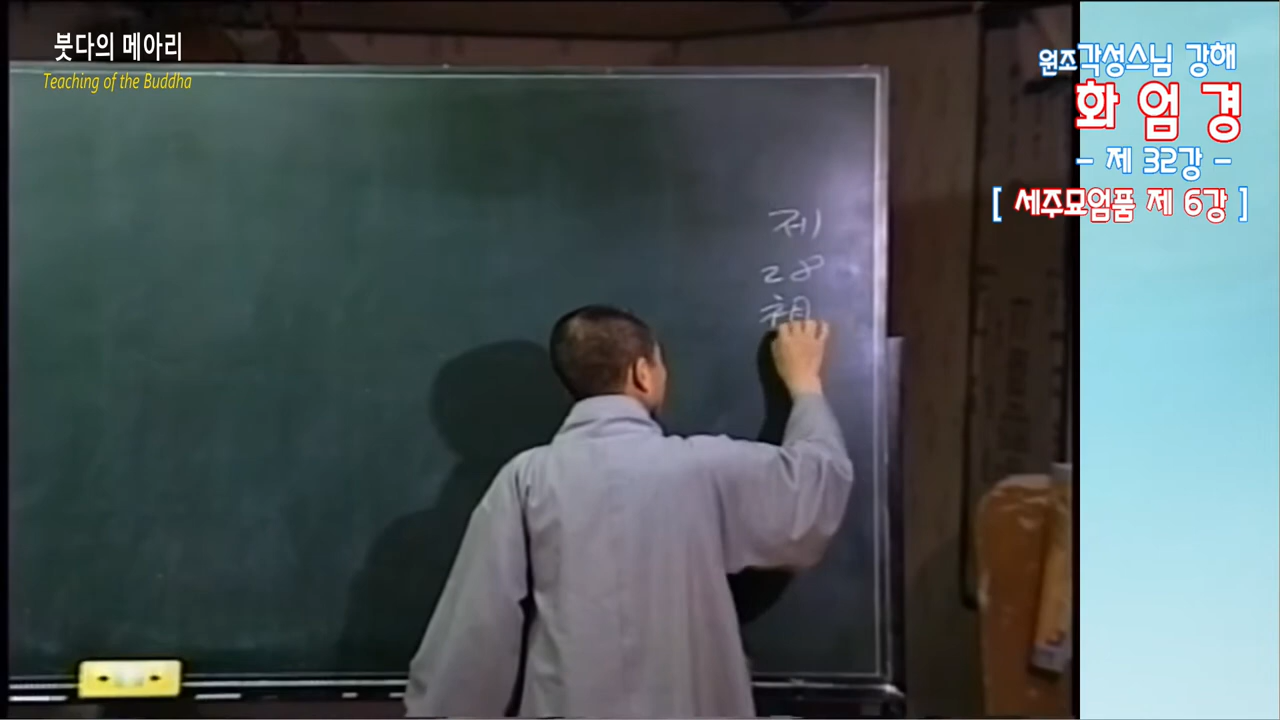 붓다의 메아리
Teaching of the Buddha
원조각성스님 강해
화 엄 경
- 제 32강 -
[ 세주묘엄품 제 6강 ]
제
28